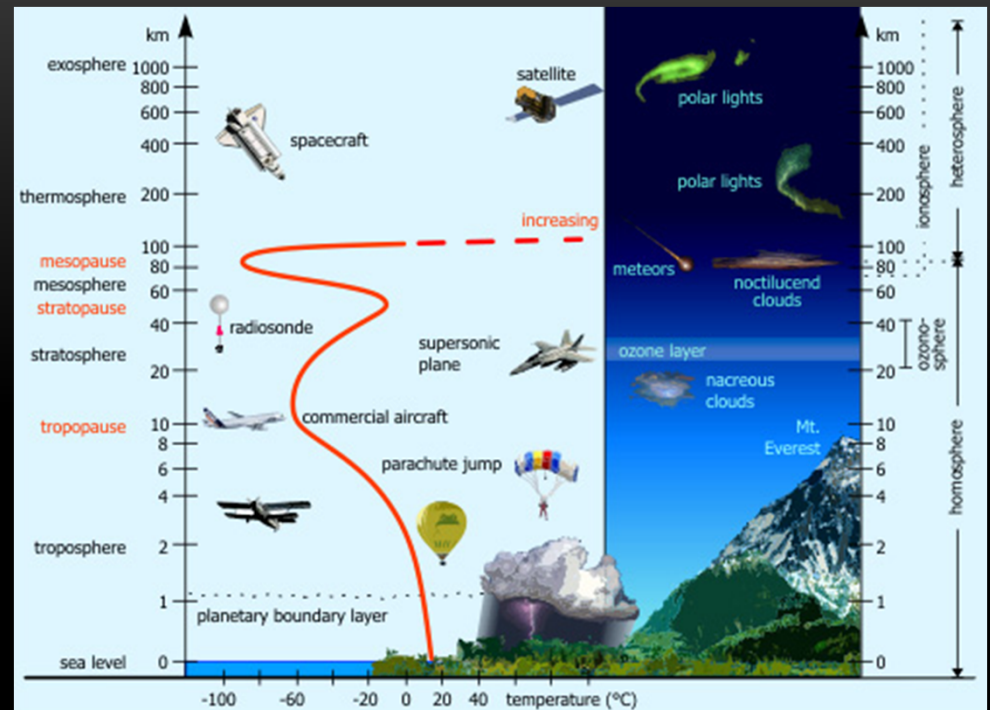 km
exosphere
1000
800
600
400
thermosphere
200
100
mesopause
80
mesosphere
60
stratopause
40
stratosphere
20
tropopause
10
8
6
4
troposphere
2
1
sea level
0
spacecraft
satellite
increasing
radiosonde
supersonic
plane
commercial aircraft
parachute jump
planetary boundary layer
-100
-60
-20
0
20
40
temperature (°C)
polar lights
polar lights
meteors
noctilucend
clouds
ozone layer
nacreous
clouds
Mt.
Everest
km
1000
800
600
400
200
100
80
60
40
20
10
8
6
4
2
1
0
ionosphere
heterosphere
ozono-
sphere
homosphere